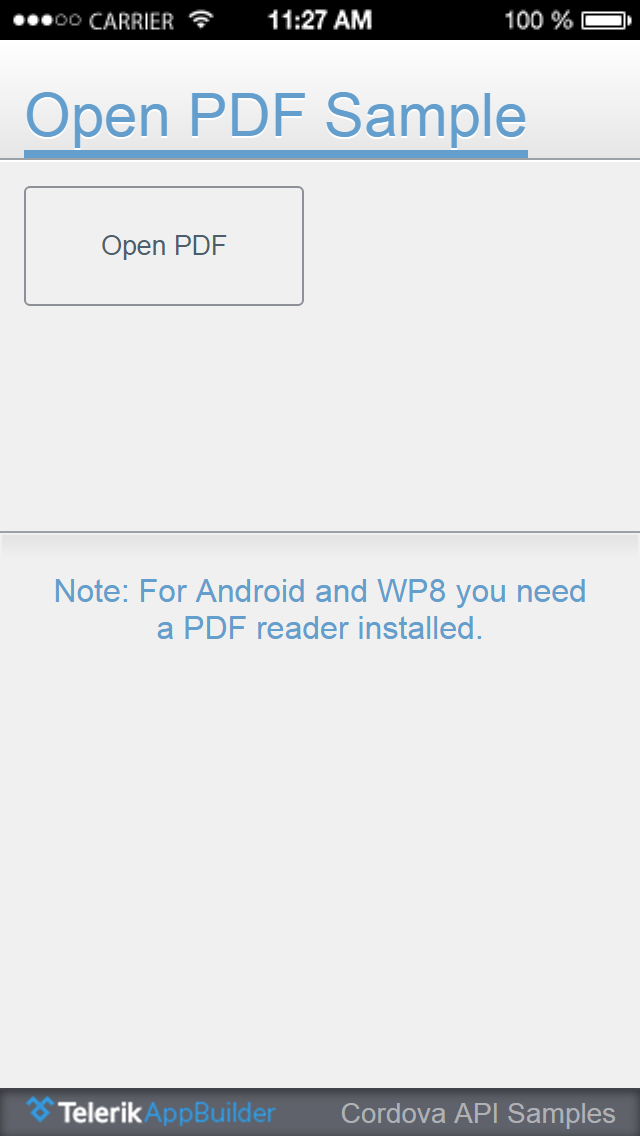 CARRIER 11:27 AM 100 %
Open PDF Sample
Open PDF
Note: For Android and WP8 you need
a PDF reader installed.
Telerik AppBuilder Cordova API Samples